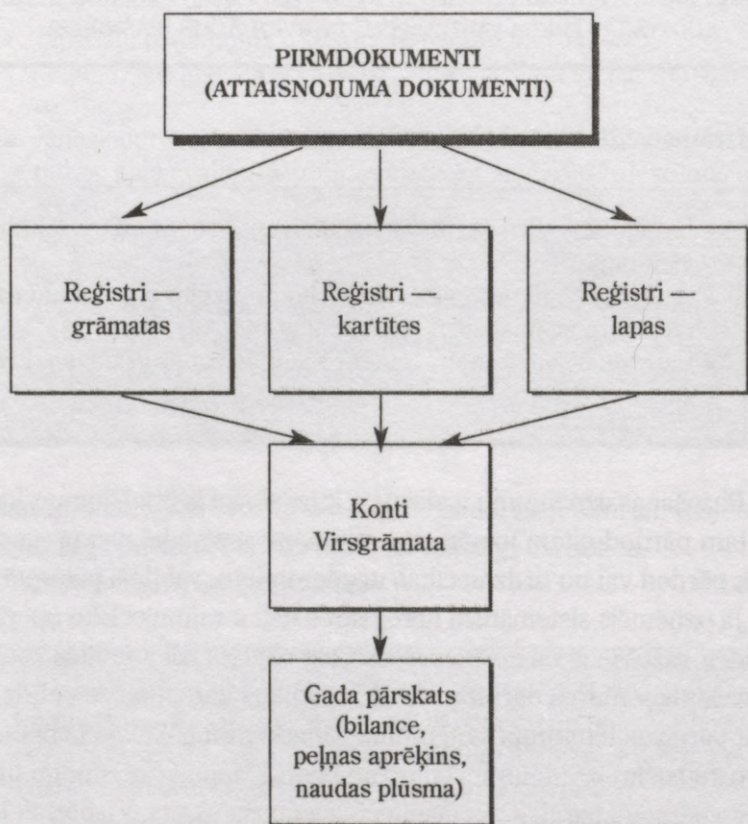 PIRMDOKUMENTI
(ATTAISNOJUMA DOKUMENTI)
Reģistri –
grāmatas
Reģistri –
kartītes
Reģistri —
lapas
Konti
Virsgrāmata
Gada pārskats
(bilance,
peļņas aprēķins,
naudas plūsma)